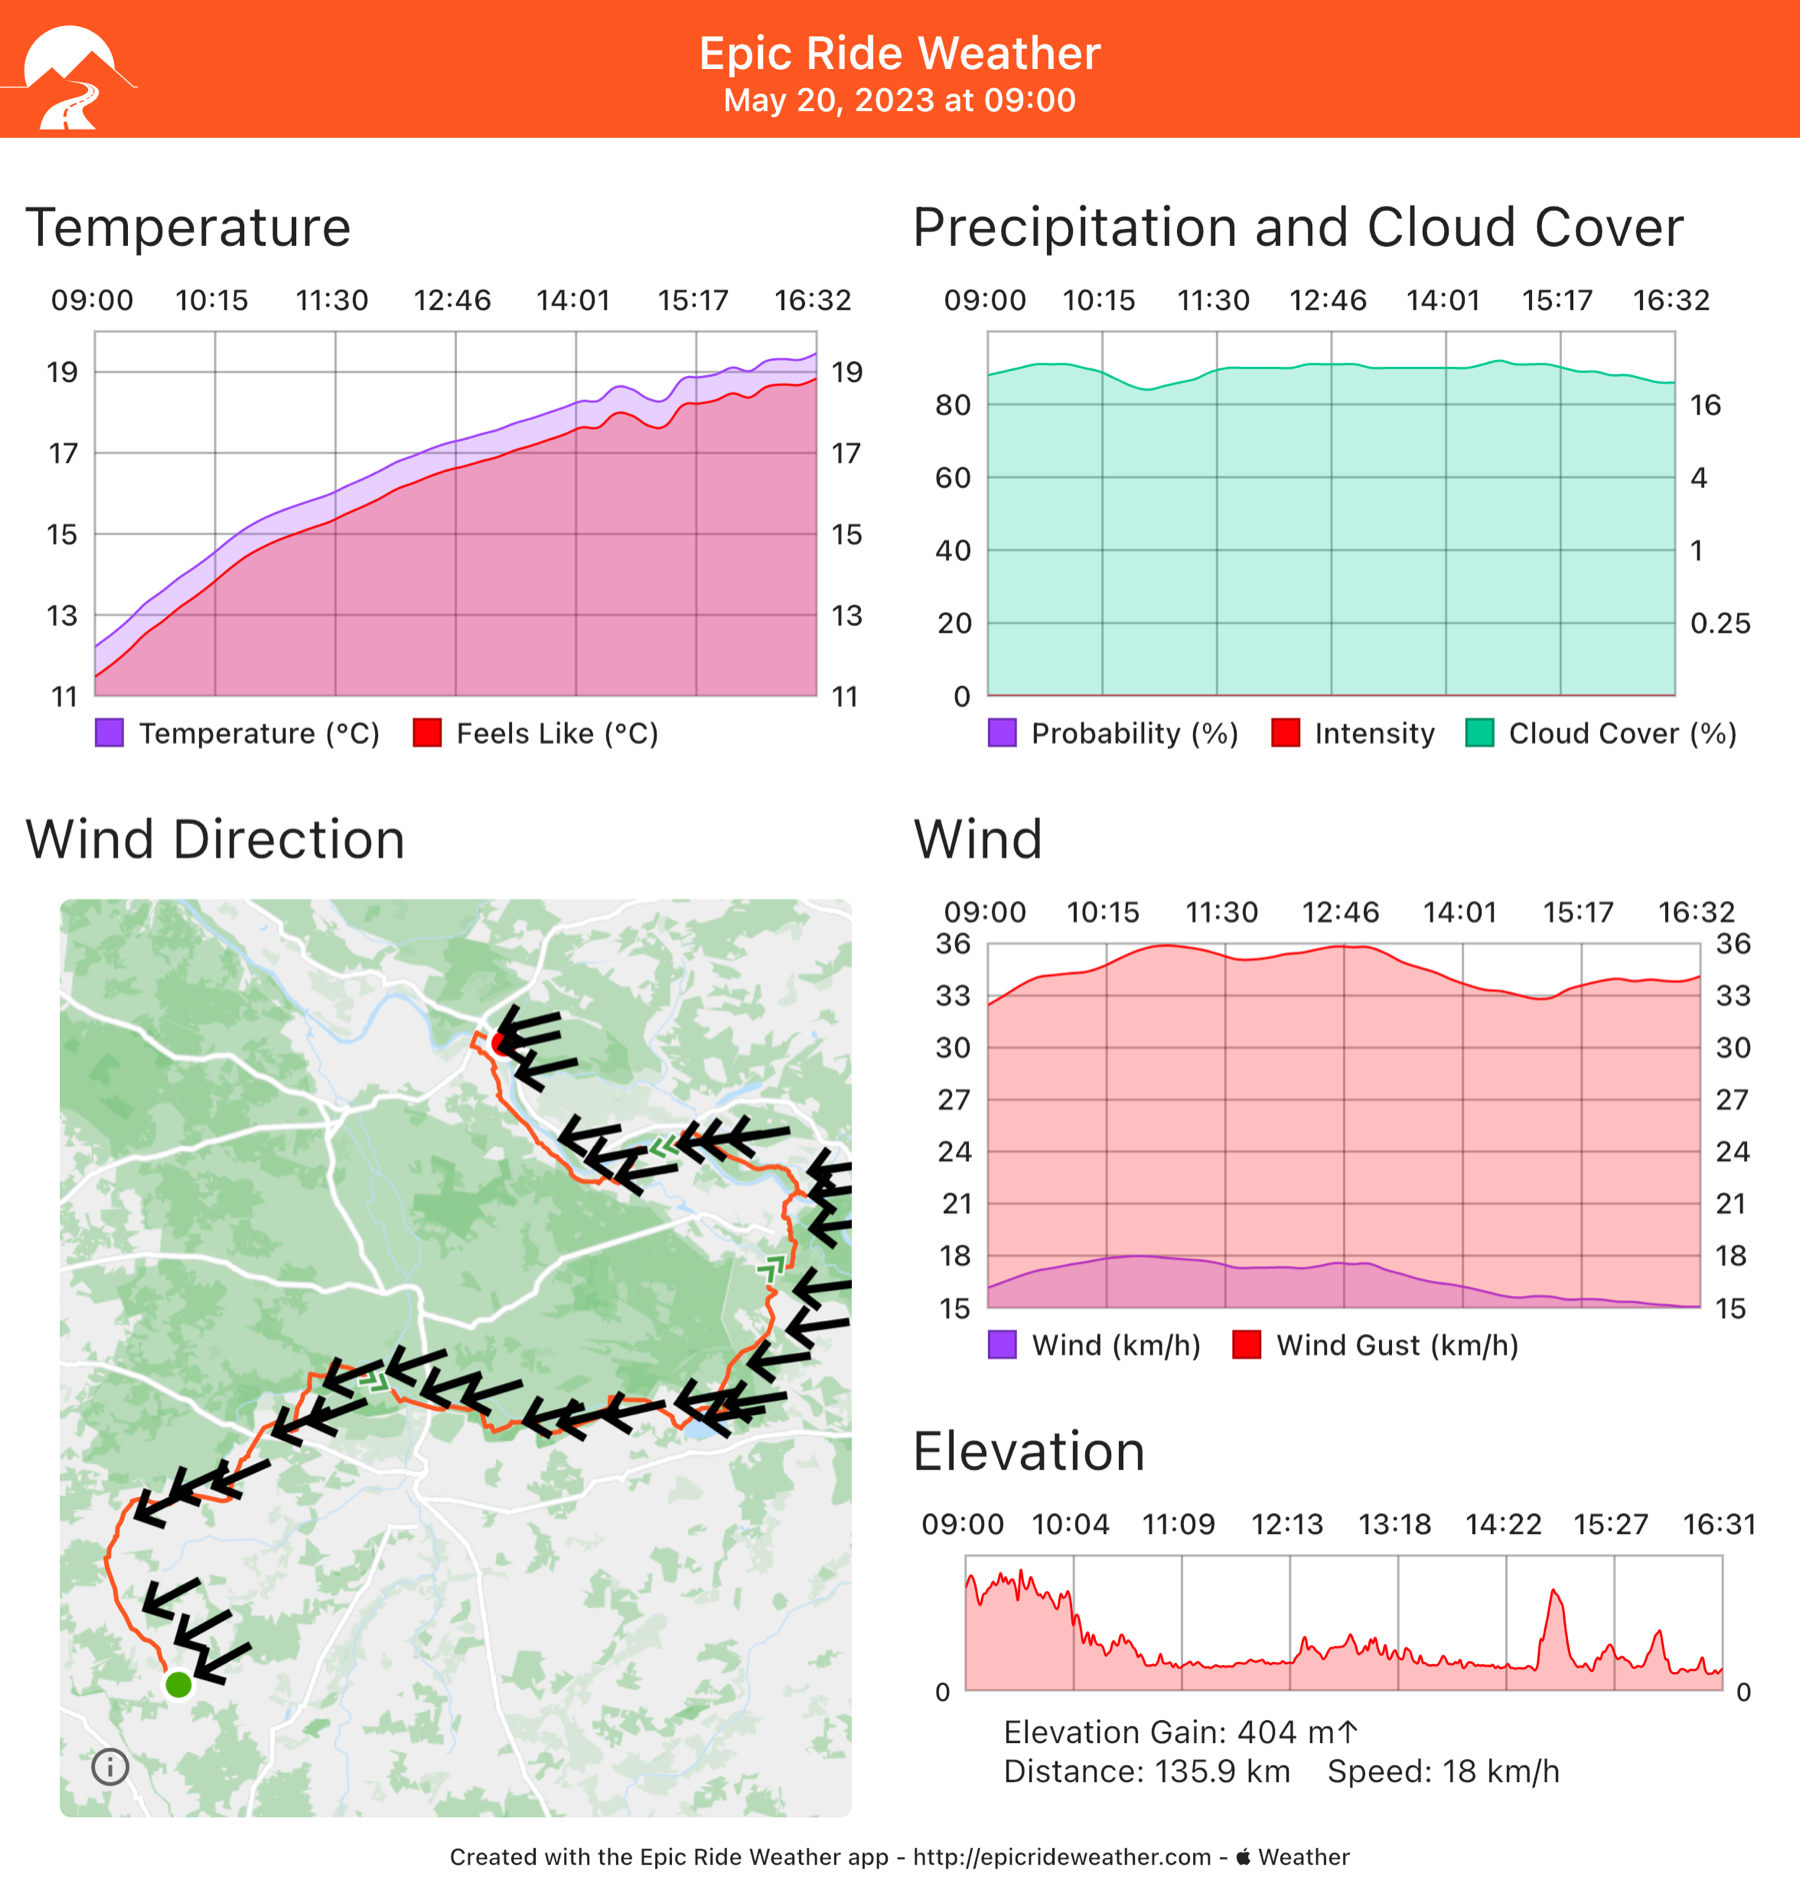 Epic Ride Weather
May 20, 2023 at 09:00
Temperature
09:00 10:15 11:30 12:46 14:01 15:17 16:32
19 19
17 17
15 15
13 13
11 11
Temperature (°C) Feels Like (°C)
Precipitation and Cloud Cover
09:00 10:15 11:30 12:46 14:01 15:17 16:32
80 16
60 4
40 1
20 0.25
0
Probability (%) Intensity Cloud Cover (%)
Wind Direction
Wind
09:00 10:15 11:30 12:46 14:01 15:17 16:32
36 36
33 33
30 30
27 27
24 24
21 21
18 18
15 15
Wind (km/h) Wind Gust (km/h)
Elevation
09:00 10:04 11:09 12:13 13:18 14:22 15:27 16:31
0 0
Elevation Gain: 404 m↑
Distance: 135.9 km Speed: 18 km/h
Created with the Epic Ride Weather app - http://epicrideweather.com - Weather